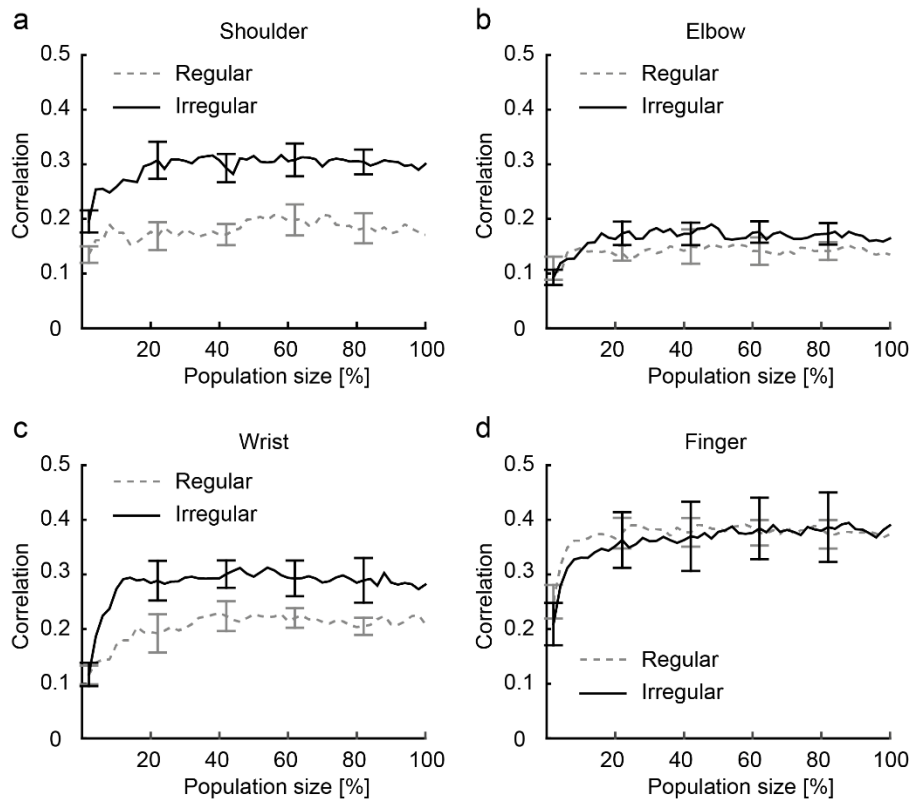 a
Shoulder
0.5
0.4
0.3
0.2
0.1
0
Correlation
Regular
Irregular
20 40 60 80 100
Population size [%]
b
Elbow
0.5
0.4
0.3
0.2
0.1
0
Correlation
Regular
Irregular
20 40 60 80 100
Population size [%]
c
Wrist
0.5
0.4
0.3
0.2
0.1
0
Correlation
Regular
Irregular
20 40 60 80 100
Population size [%]
d
Finger
0.5
0.4
0.3
0.2
0.1
0
Correlation
Regular
Irregular
20 40 60 80 100
Population size [%]